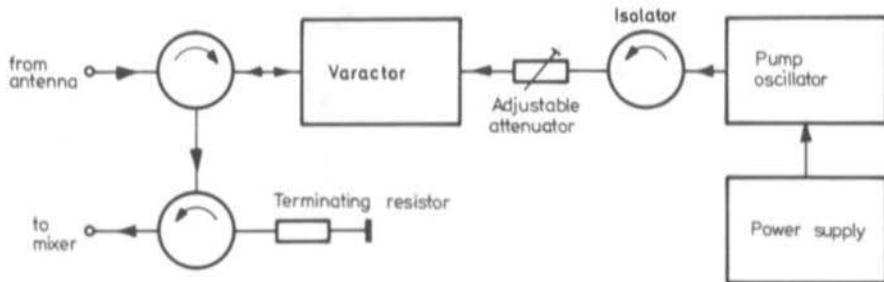 Isolator
from
antenna
Varactor
Pump
oscillator
Adjustable
attenuator
Terminating resistor
to
mixer
Power supply